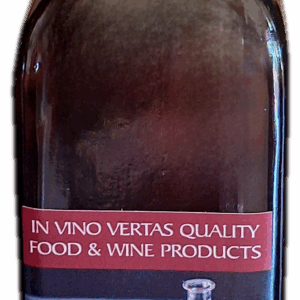 IN VINO VERTAS QUALITY
FOOD & WINE PRODUCTS